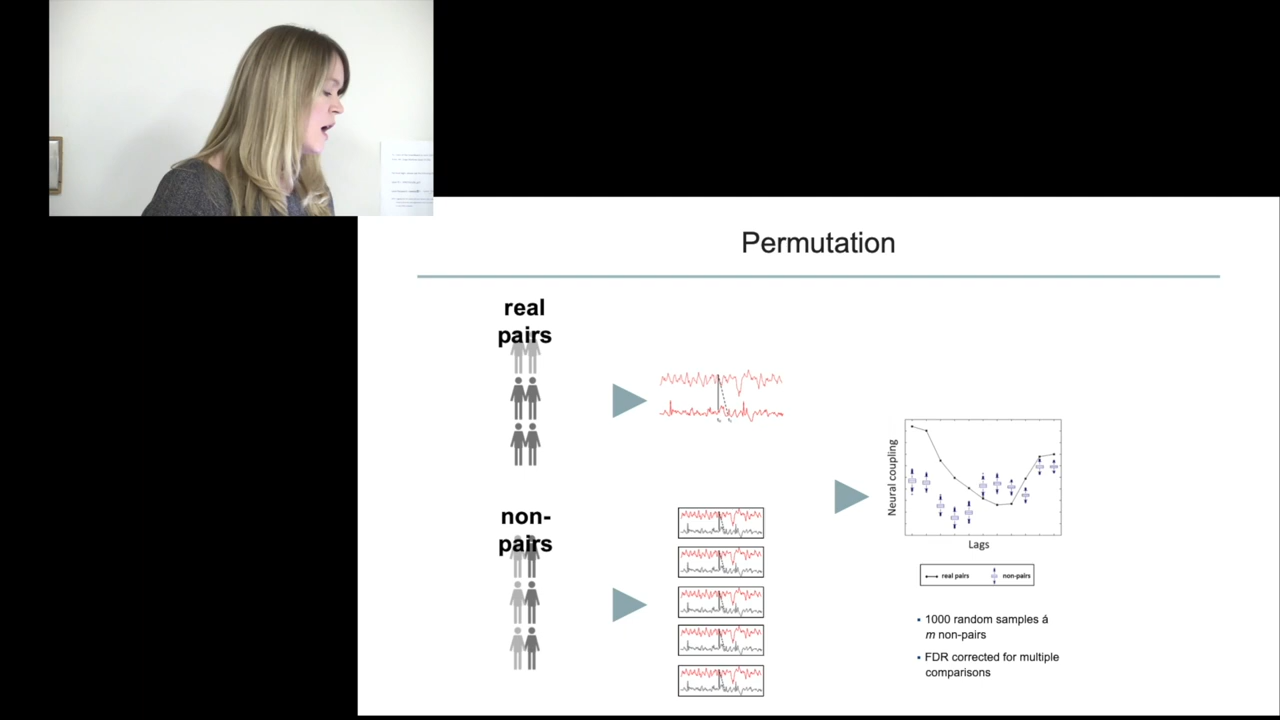 Permutation
real
pairs
non-
pairs
Neural coupling
Lags
real pairs
non-pairs
• 1000 random samples á
m non-pairs
• FDR corrected for multiple
comparisons